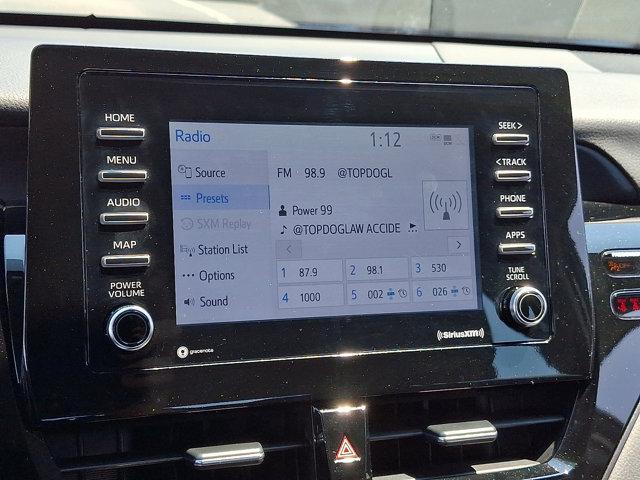 HOME
MENU
AUDIO
MAP
POWER
VOLUME
Radio
1:12
Source
Presets
SXM Replay
Station List
Options
Sound
FM 98.9 @TOPDOGL
Power 99
@TOPDOGLAW ACCIDE ...
1 87.9
2 98.1
3 530
4 1000
5 002
6 026
SEEK >
< TRACK
PHONE
APPS
TUNE
SCROLL
gracenote
((SiriusXM))